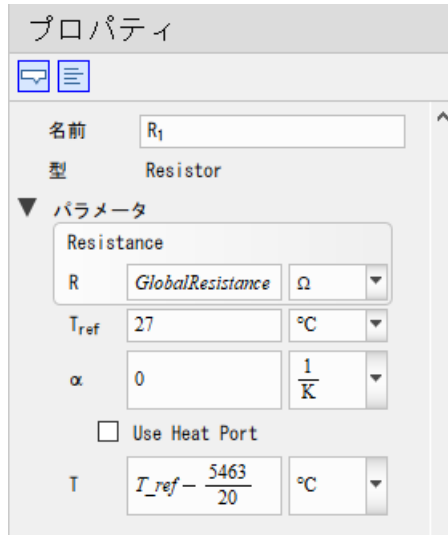 プロパティ
名前 R₁
型 Resistor
▼ パラメータ
Resistance
R GlobalResistance Ω
T_ref 27 °C
α 0 1/K
Use Heat Port
T T_ref − 5463/20 °C